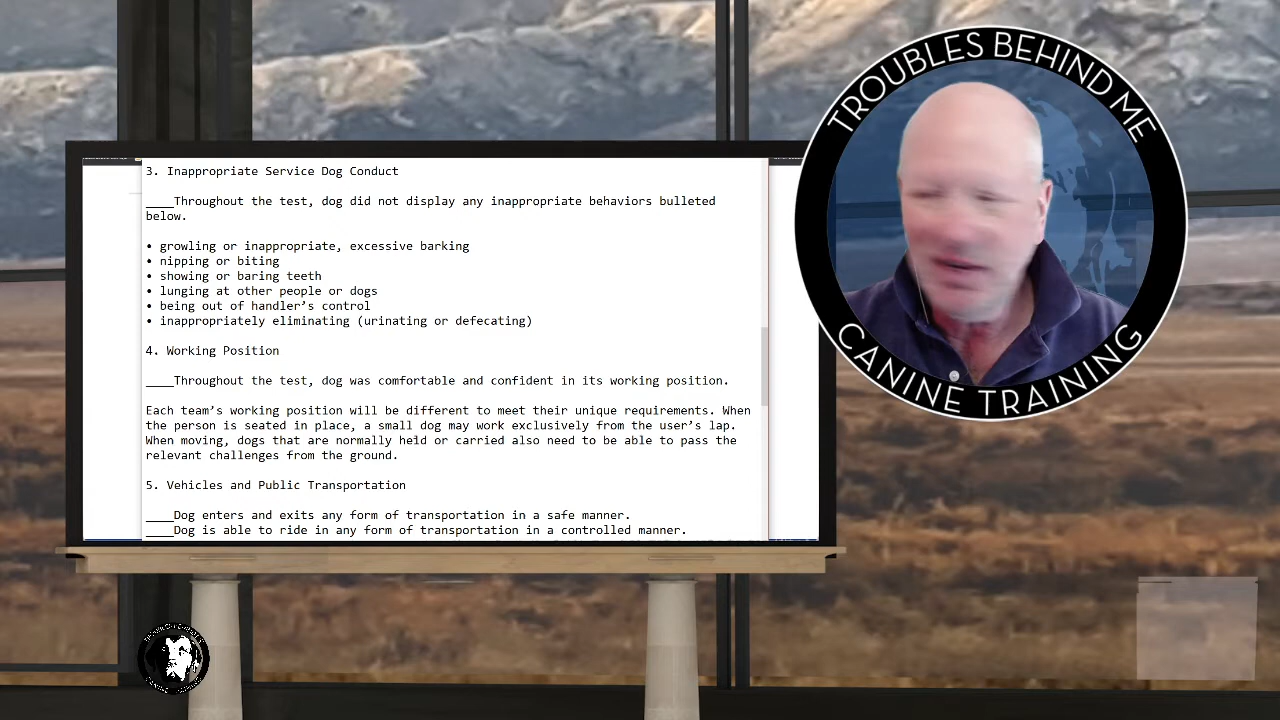 3. Inappropriate Service Dog Conduct
____Throughout the test, dog did not display any inappropriate behaviors bulleted
below.
• growling or inappropriate, excessive barking
• nipping or biting
• showing or baring teeth
• lunging at other people or dogs
• being out of handler’s control
• inappropriately eliminating (urinating or defecating)
4. Working Position
____Throughout the test, dog was comfortable and confident in its working position.
Each team’s working position will be different to meet their unique requirements. When
the person is seated in place, a small dog may work exclusively from the user’s lap.
When moving, dogs that are normally held or carried also need to be able to pass the
relevant challenges from the ground.
5. Vehicles and Public Transportation
____Dog enters and exits any form of transportation in a safe manner.
____Dog is able to ride in any form of transportation in a controlled manner.
TROUBLES BEHIND ME
CANINE TRAINING